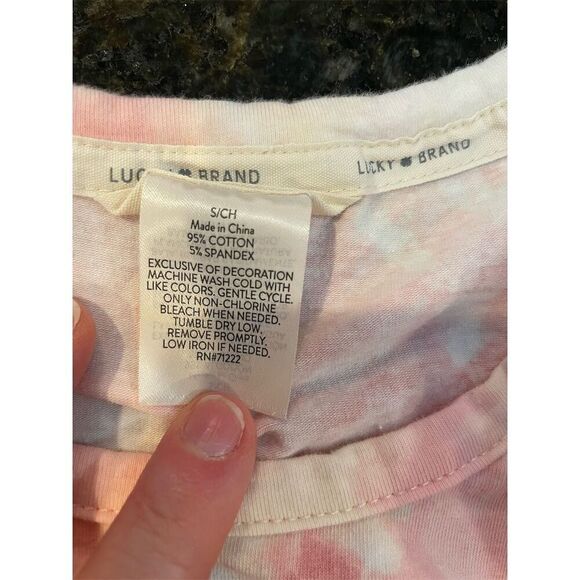 LUCKY BRAND
LUCKY BRAND
S/CH
Made in China
95% COTTON
5% SPANDEX
EXCLUSIVE OF DECORATION
MACHINE WASH COLD WITH
LIKE COLORS. GENTLE CYCLE.
ONLY NON-CHLORINE
BLEACH WHEN NEEDED.
TUMBLE DRY LOW.
REMOVE PROMPTLY.
LOW IRON IF NEEDED.
RN#71222